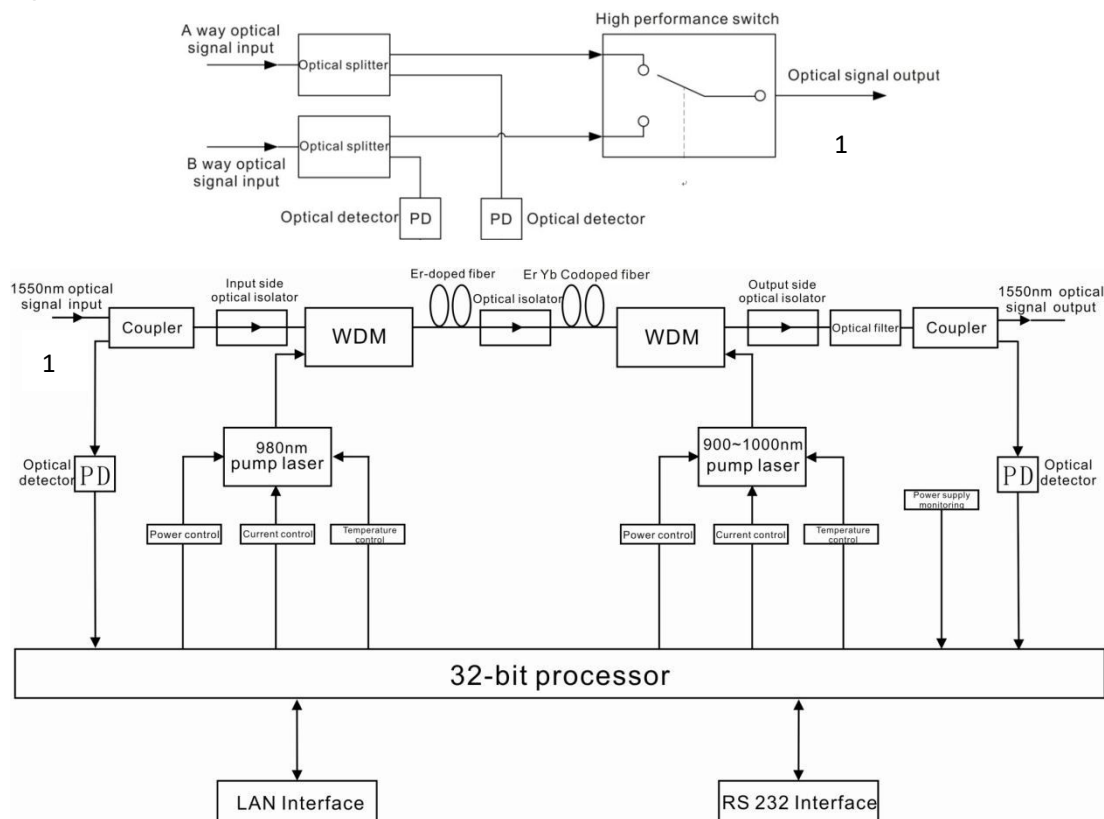 A way optical
signal input
Optical splitter
High performance switch
Optical signal output
1
Optical splitter
B way optical
signal input
Optical detector
PD
PD
Optical detector
1550nm optical
signal input
1
Coupler
Input side
optical isolator
WDM
Er-doped fiber
Optical isolator
Er Yb Codoped fiber
WDM
Output side
optical isolator
Optical filter
Coupler
1550nm optical
signal output
Optical
detector
PD
980nm
pump laser
900~1000nm
pump laser
PD
Optical
detector
Power control
Current control
Temperature
control
Power control
Current control
Temperature
control
Power supply
monitoring
32-bit processor
LAN Interface
RS 232 Interface